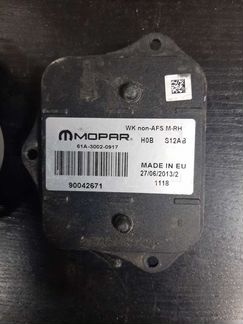 WK non-AFS M-RH
MOPAR H0B S12AB
61A-3002-0917
MADE IN EU
27/06/2013/2
90042671 1118